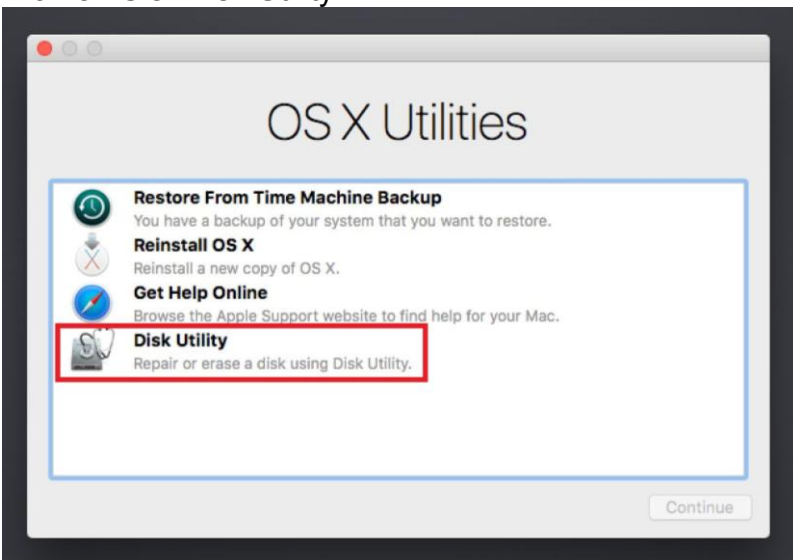 OS X Utilities
Restore From Time Machine Backup
You have a backup of your system that you want to restore.
Reinstall OS X
Reinstall a new copy of OS X.
Get Help Online
Browse the Apple Support website to find help for your Mac.
Disk Utility
Repair or erase a disk using Disk Utility.
Continue